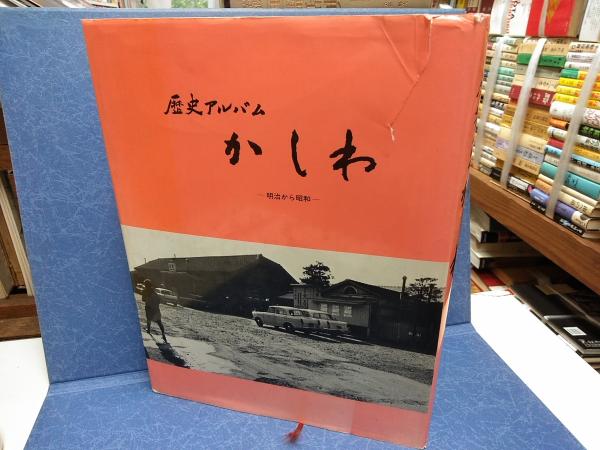 歴史アルバム
かしわ
―明治から昭和―